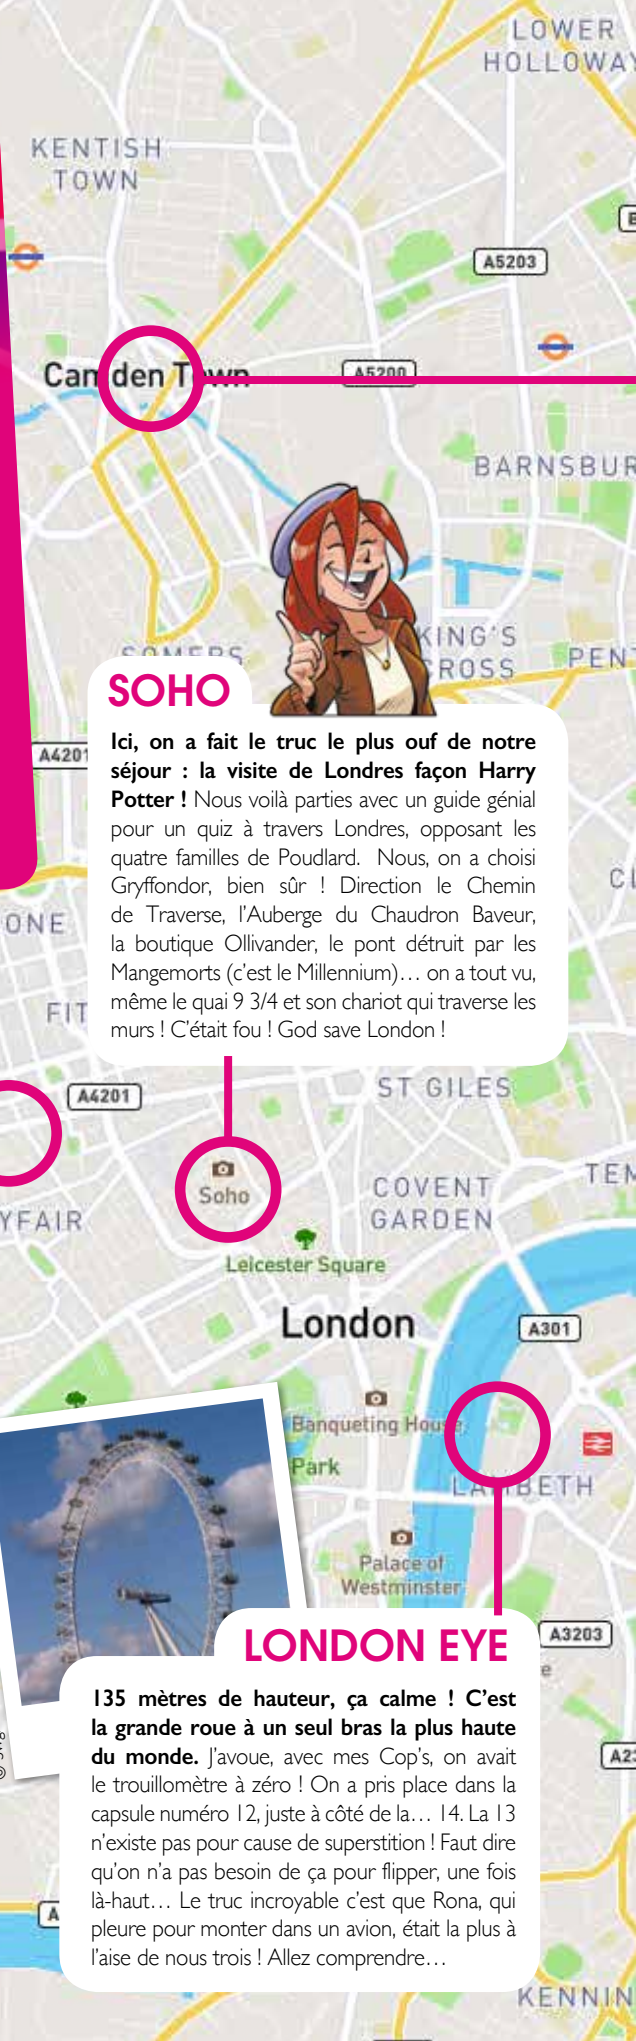 LOWER
HOLLOWAY
KENTISH
TOWN
A5203
Camden Town
A5200
BARNSBUR
KING'S
CROSS
PEN
SOMERS
SOHO
A4201
Ici, on a fait le truc le plus ouf de notre
séjour : la visite de Londres façon Harry
Potter ! Nous voilà parties avec un guide génial
pour un quiz à travers Londres, opposant les
quatre familles de Poudlard. Nous, on a choisi
Gryffondor, bien sûr ! Direction le Chemin
de Traverse, l'Auberge du Chaudron Baveur,
la boutique Ollivander, le pont détruit par les
Mangemorts (c'est le Millennium)… on a tout vu,
même le quai 9 3/4 et son chariot qui traverse les
murs ! C'était fou ! God save London !
CL
ONE
FIT
A4201
ST GILES
Soho
COVENT
GARDEN
TEM
YFAIR
Leicester Square
London
A301
Banqueting House
Park
LAMBETH
Palace of
Westminster
LONDON EYE
A3203
135 mètres de hauteur, ça calme ! C'est
la grande roue à un seul bras la plus haute
du monde. J'avoue, avec mes Cop's, on avait
le trouillomètre à zéro ! On a pris place dans la
capsule numéro 12, juste à côté de la… 14. La 13
n'existe pas pour cause de superstition ! Faut dire
qu'on n'a pas besoin de ça pour flipper, une fois
là-haut… Le truc incroyable c'est que Rona, qui
pleure pour monter dans un avion, était la plus à
l'aise de nous trois ! Allez comprendre…
A23
A
KENNIN